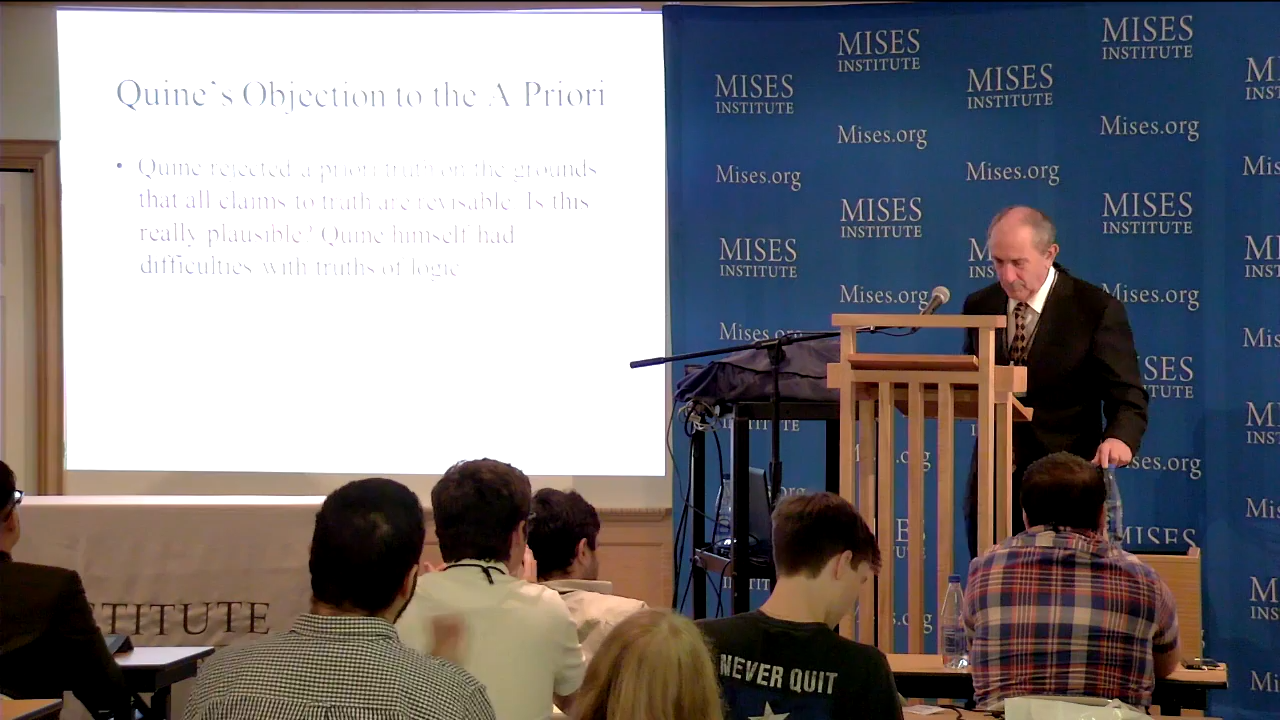 Quine's Objection to the A Priori
• Quine rejected a priori truth on the grounds
that all claims to truth are revisable. Is this
really plausible? Quine himself had
difficulties with truths of logic
MISES
INSTITUTE
MISES
INSTITUTE
MISES
INSTITUTE
MISES
INSTITUTE
Mises.org
Mises.org
Mises.org
Mises.org
MISES
INSTITUTE
MISES
INSTITUTE
MISES
INSTITUTE
Mises.org
Mises.org
Mises.org
MISES
TITUTE
NEVER QUIT